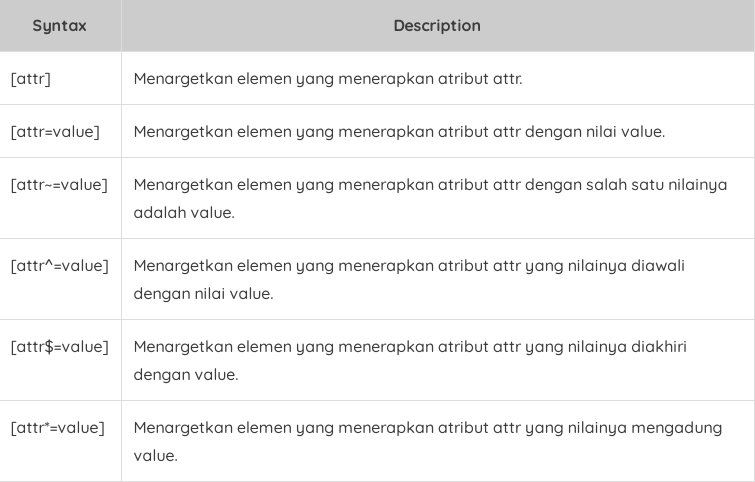 Syntax Description
[attr] Menargetkan elemen yang menerapkan atribut attr.
[attr=value] Menargetkan elemen yang menerapkan atribut attr dengan nilai value.
[attr~=value] Menargetkan elemen yang menerapkan atribut attr dengan salah satu nilainya
adalah value.
[attr^=value] Menargetkan elemen yang menerapkan atribut attr yang nilainya diawali
dengan nilai value.
[attr$=value] Menargetkan elemen yang menerapkan atribut attr yang nilainya diakhiri
dengan value.
[attr*=value] Menargetkan elemen yang menerapkan atribut attr yang nilainya mengadung
value.